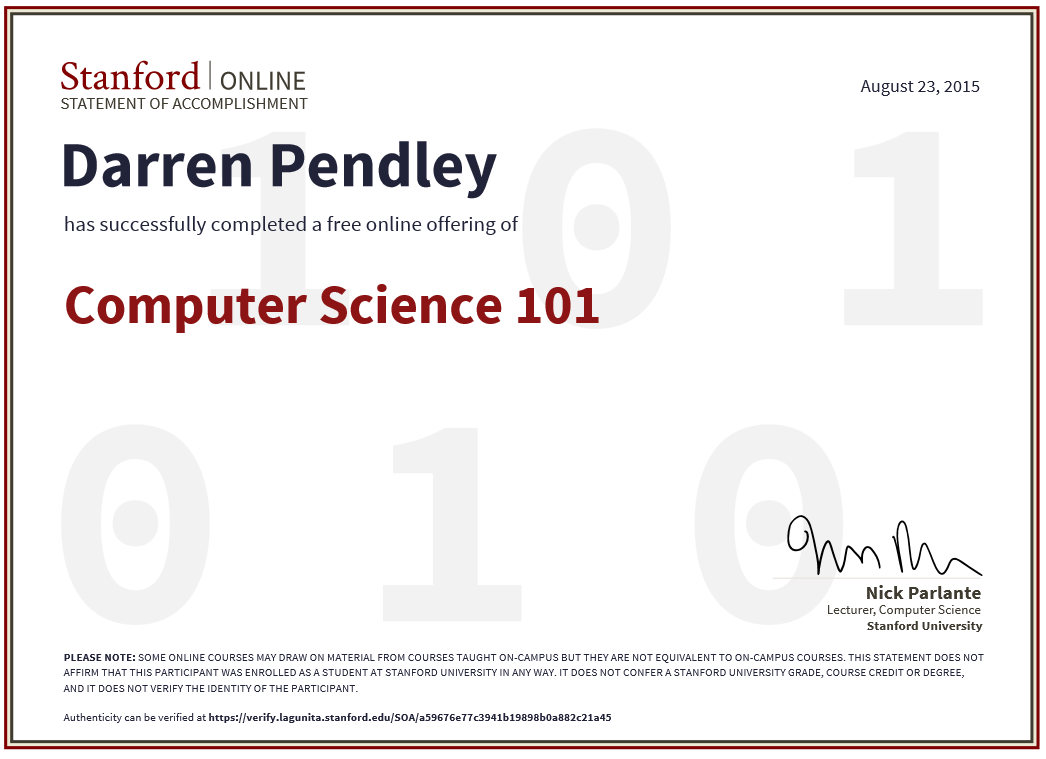 Stanford | ONLINE
STATEMENT OF ACCOMPLISHMENT
August 23, 2015
1 0 1
Darren Pendley
has successfully completed a free online offering of
Computer Science 101
0 1 0
Nick Parlante
Lecturer, Computer Science
Stanford University
PLEASE NOTE: SOME ONLINE COURSES MAY DRAW ON MATERIAL FROM COURSES TAUGHT ON-CAMPUS BUT THEY ARE NOT EQUIVALENT TO ON-CAMPUS COURSES. THIS STATEMENT DOES NOT
AFFIRM THAT THIS PARTICIPANT WAS ENROLLED AS A STUDENT AT STANFORD UNIVERSITY IN ANY WAY. IT DOES NOT CONFER A STANFORD UNIVERSITY GRADE, COURSE CREDIT OR DEGREE,
AND IT DOES NOT VERIFY THE IDENTITY OF THE PARTICIPANT.
Authenticity can be verified at https://verify.lagunita.stanford.edu/SOA/a59676e77c3941b19898b0a882c21a45